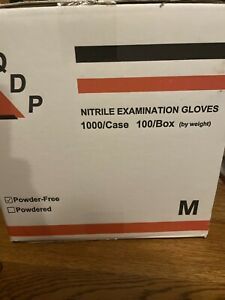 Q
D
P
NITRILE EXAMINATION GLOVES
1000/Case 100/Box (by weight)
Powder-Free
Powdered
M